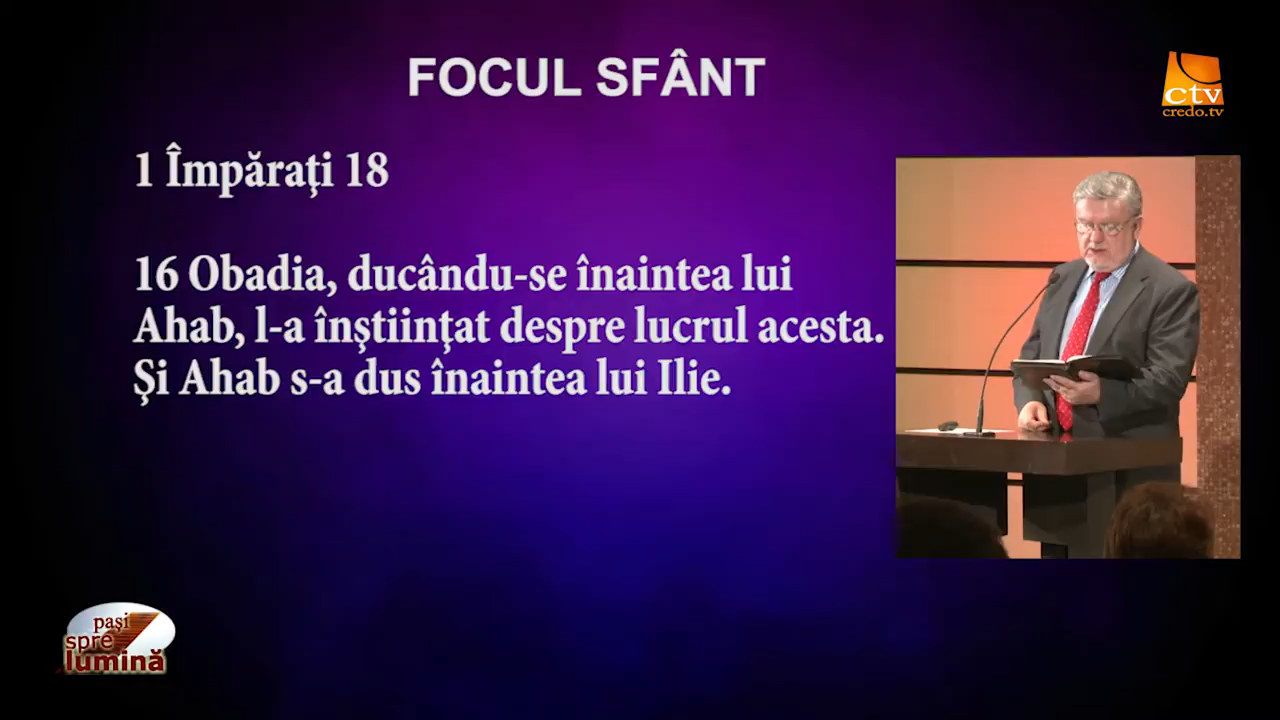 FOCUL SFÂNT
ctv
credo.tv
1 Împăraţi 18
16 Obadia, ducându-se înaintea lui
Ahab, l-a înştiinţat despre lucrul acesta.
Şi Ahab s-a dus înaintea lui Ilie.
paşi
spre
lumină